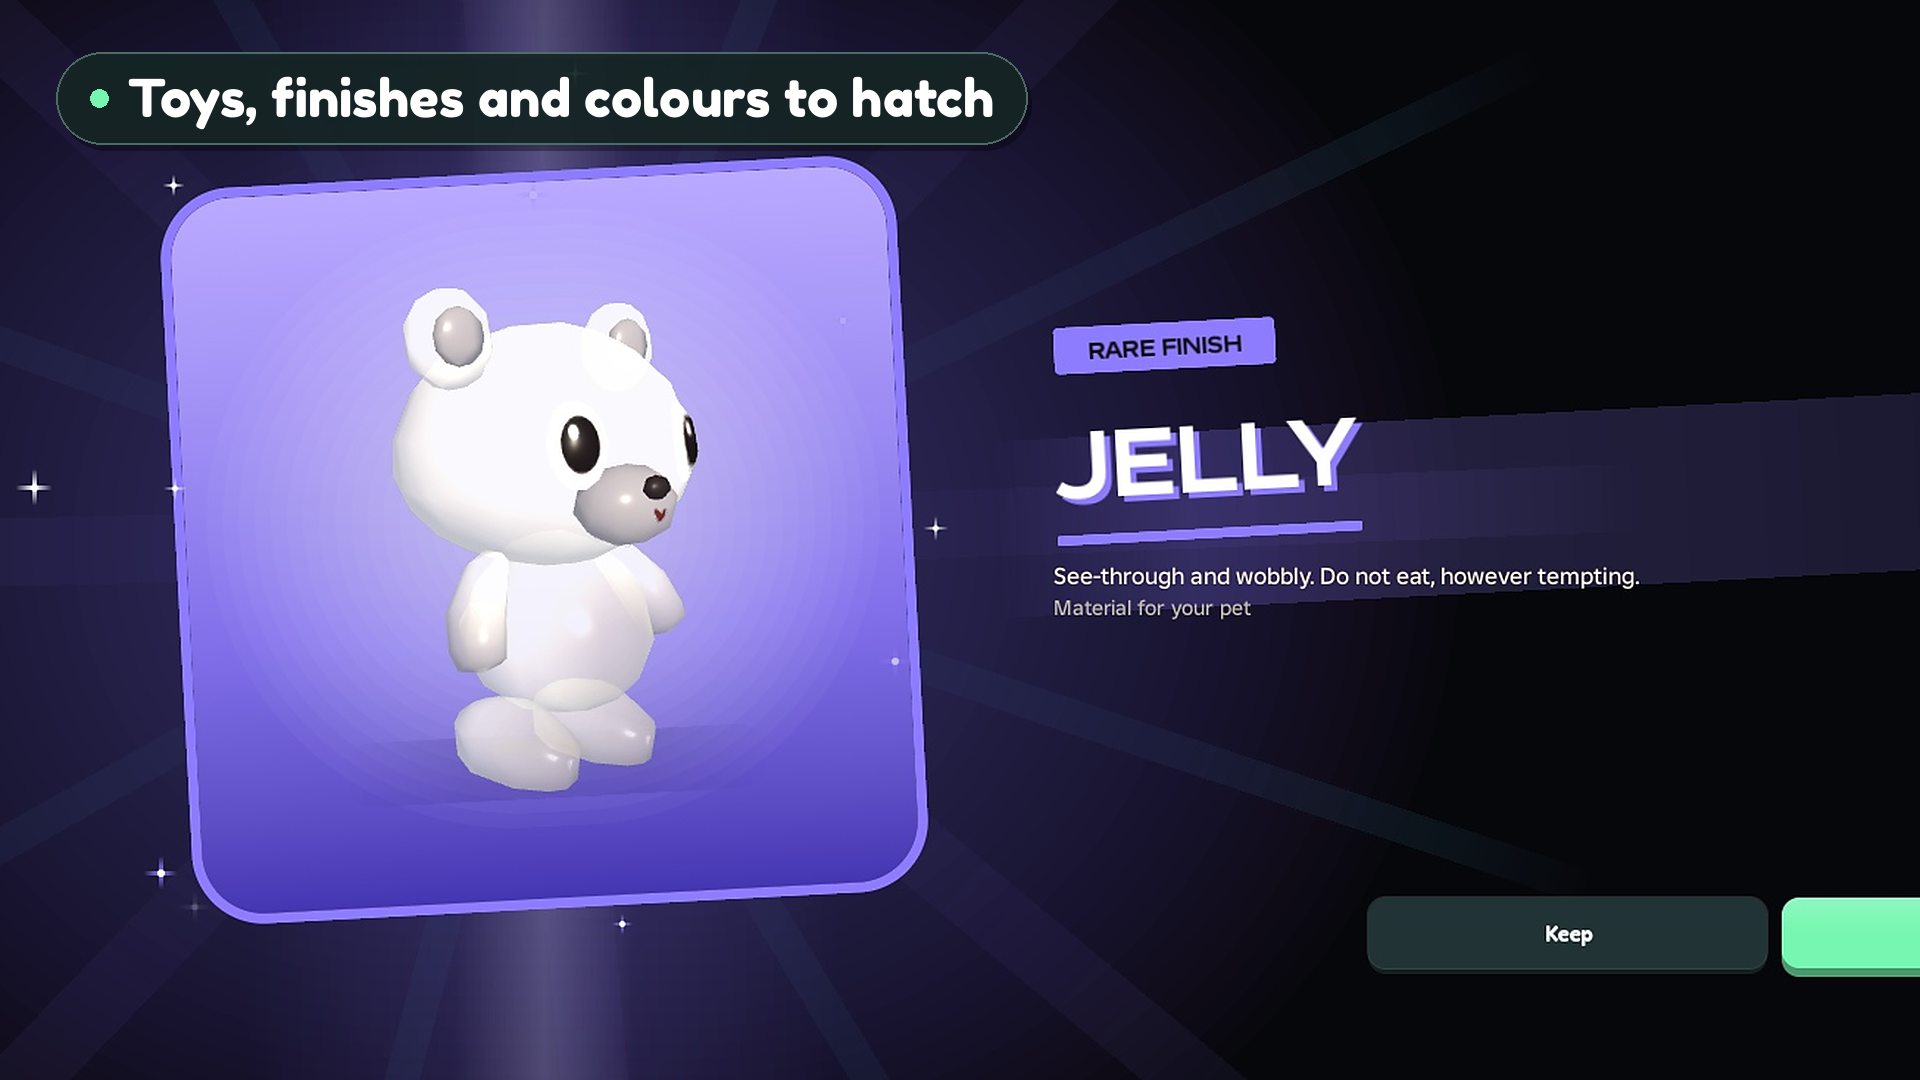 Toys, finishes and colours to hatch
RARE FINISH
JELLY
See-through and wobbly. Do not eat, however tempting.
Material for your pet
Keep